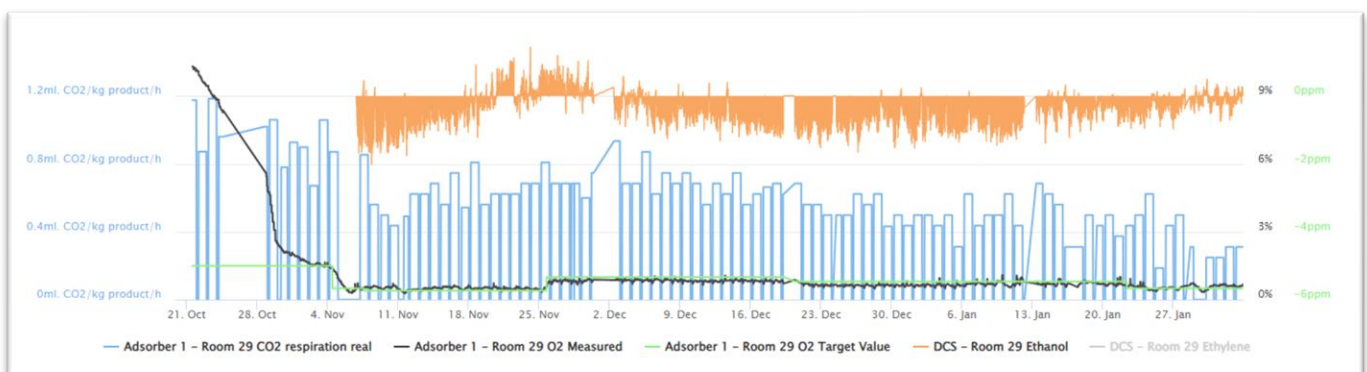 1.2ml. CO2/kg product/h
9%
0ppm
0.8ml. CO2/kg product/h
6%
-2ppm
0.4ml. CO2/kg product/h
3%
-4ppm
0ml. CO2/kg product/h
0%
-6ppm
21. Oct 28. Oct 4. Nov 11. Nov 18. Nov 25. Nov 2. Dec 9. Dec 16. Dec 23. Dec 30. Dec 6. Jan 13. Jan 20. Jan 27. Jan
Adsorber 1 - Room 29 CO2 respiration real Adsorber 1 - Room 29 O2 Measured Adsorber 1 - Room 29 O2 Target Value DCS - Room 29 Ethanol DCS - Room 29 Ethylene